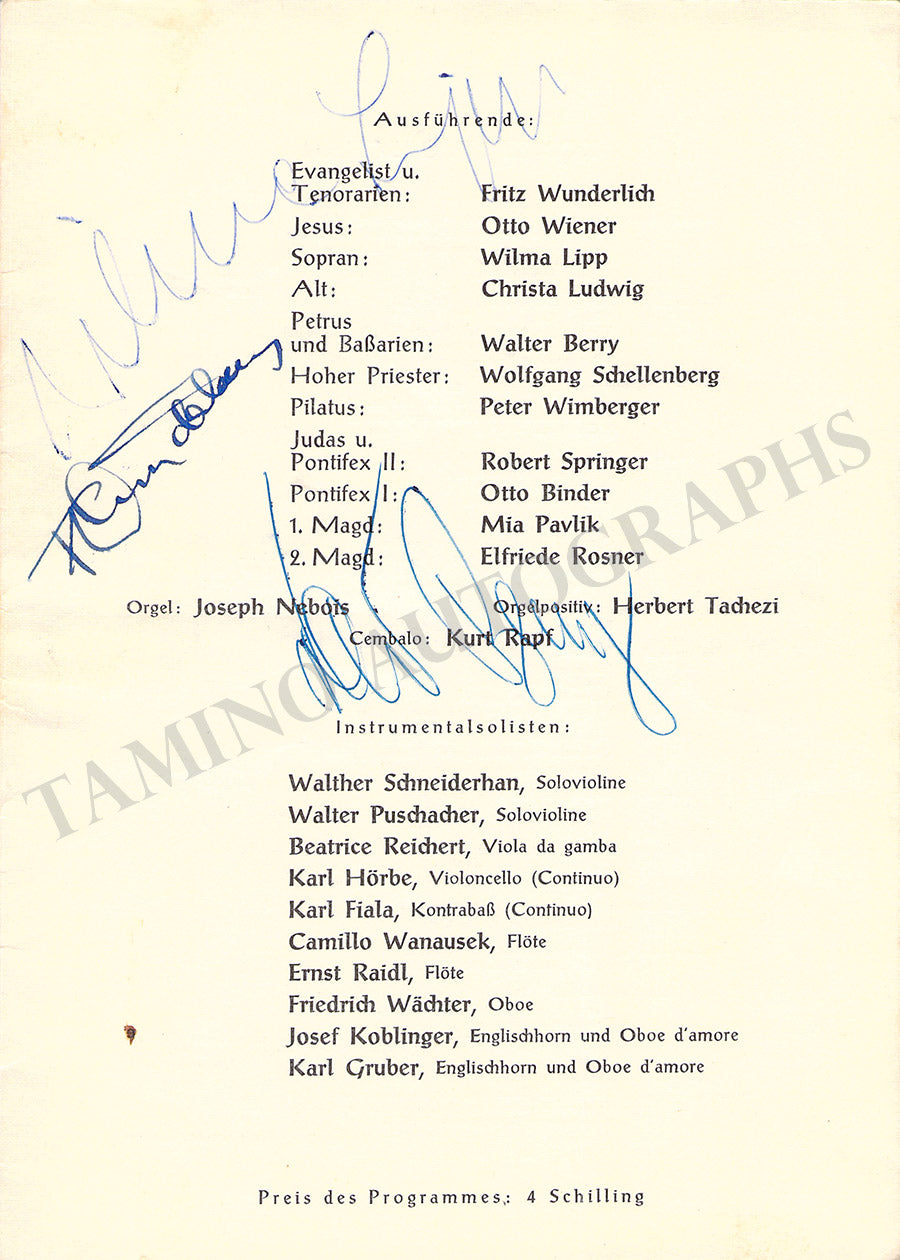 Ausführende:
Evangelist u.
Tenorarien: Fritz Wunderlich
Jesus: Otto Wiener
Sopran: Wilma Lipp
Alt: Christa Ludwig
Petrus
und Baßarien: Walter Berry
Hoher Priester: Wolfgang Schellenberg
Pilatus: Peter Wimberger
Judas u.
Pontifex II: Robert Springer
Pontifex I: Otto Binder
1. Magd: Mia Pavlik
2. Magd: Elfriede Rosner
Orgel: Joseph Nebois Orgelpositiv: Herbert Tachezi
Cembalo: Kurt Rapf
Instrumentalsolisten:
Walther Schneiderhan, Solovioline
Walter Puschacher, Solovioline
Beatrice Reichert, Viola da gamba
Karl Hörbe, Violoncello (Continuo)
Karl Fiala, Kontrabaß (Continuo)
Camillo Wanausek, Flöte
Ernst Raidl, Flöte
Friedrich Wächter, Oboe
Josef Koblinger, Englischhorn und Oboe d'amore
Karl Gruber, Englischhorn und Oboe d'amore
Preis des Programmes: 4 Schilling
Wilma Lipp
TAMINO AUTOGRAPHS